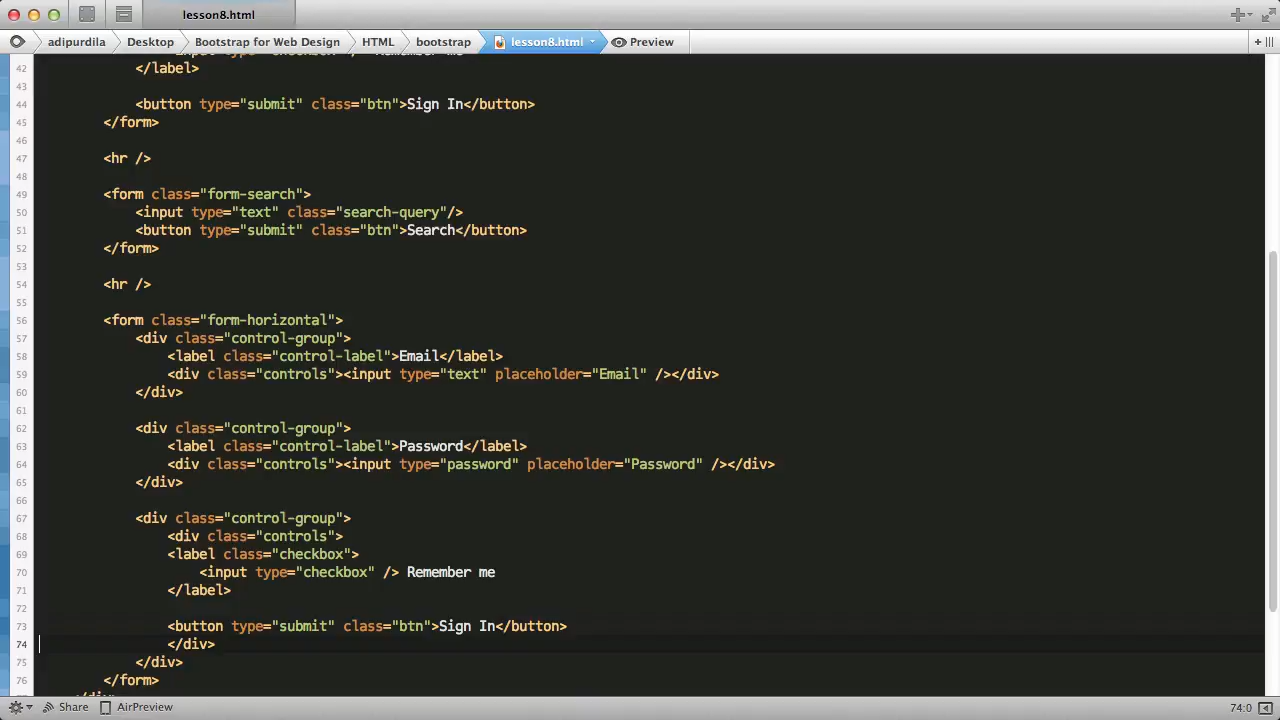 lesson8.html
adipurdila Desktop Bootstrap for Web Design HTML bootstrap lesson8.html Preview
42 </label>
43
44 <button type="submit" class="btn">Sign In</button>
45 </form>
46
47 <hr />
48
49 <form class="form-search">
50 <input type="text" class="search-query"/>
51 <button type="submit" class="btn">Search</button>
52 </form>
53
54 <hr />
55
56 <form class="form-horizontal">
57 <div class="control-group">
58 <label class="control-label">Email</label>
59 <div class="controls"><input type="text" placeholder="Email" /></div>
60 </div>
61
62 <div class="control-group">
63 <label class="control-label">Password</label>
64 <div class="controls"><input type="password" placeholder="Password" /></div>
65 </div>
66
67 <div class="control-group">
68 <div class="controls">
69 <label class="checkbox">
70 <input type="checkbox" /> Remember me
71 </label>
72
73 <button type="submit" class="btn">Sign In</button>
74 </div>
75 </div>
76 </form>
Share AirPreview 74:0